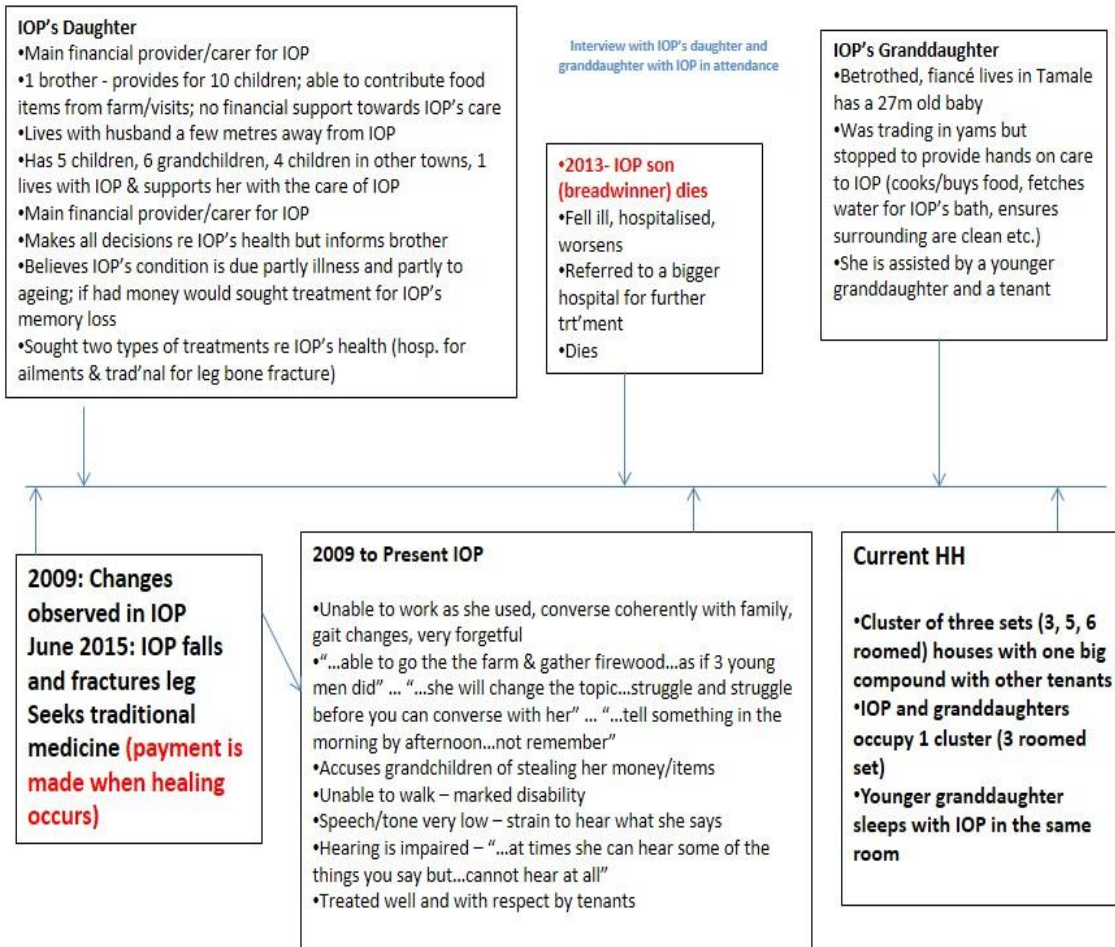 IOP's Daughter
•Main financial provider/carer for IOP
•1 brother - provides for 10 children; able to contribute food
items from farm/visits; no financial support towards IOP's care
•Lives with husband a few metres away from IOP
•Has 5 children, 6 grandchildren, 4 children in other towns, 1
lives with IOP & supports her with the care of IOP
•Main financial provider/carer for IOP
•Makes all decisions re IOP's health but informs brother
•Believes IOP's condition is due partly illness and partly to
ageing; if had money would sought treatment for IOP's
memory loss
•Sought two types of treatments re IOP's health (hosp. for
ailments & trad'nal for leg bone fracture)
Interview with IOP's daughter and
granddaughter with IOP in attendance
•2013- IOP son
(breadwinner) dies
•Fell ill, hospitalised,
worsens
•Referred to a bigger
hospital for further
trt'ment
•Dies
IOP's Granddaughter
•Betrothed, fiancé lives in Tamale
has a 27m old baby
•Was trading in yams but
stopped to provide hands on care
to IOP (cooks/buys food, fetches
water for IOP's bath, ensures
surrounding are clean etc.)
•She is assisted by a younger
granddaughter and a tenant
2009: Changes
observed in IOP
June 2015: IOP falls
and fractures leg
Seeks traditional
medicine (payment is
made when healing
occurs)
2009 to Present IOP
•Unable to work as she used, converse coherently with family,
gait changes, very forgetful
•"...able to go the the farm & gather firewood...as if 3 young
men did" ... "...she will change the topic...struggle and struggle
before you can converse with her" ... "...tell something in the
morning by afternoon...not remember"
•Accuses grandchildren of stealing her money/items
•Unable to walk – marked disability
•Speech/tone very low – strain to hear what she says
•Hearing is impaired – "...at times she can hear some of the
things you say but...cannot hear at all"
•Treated well and with respect by tenants
Current HH
•Cluster of three sets (3, 5, 6
roomed) houses with one big
compound with other tenants
•IOP and granddaughters
occupy 1 cluster (3 roomed
set)
•Younger granddaughter
sleeps with IOP in the same
room